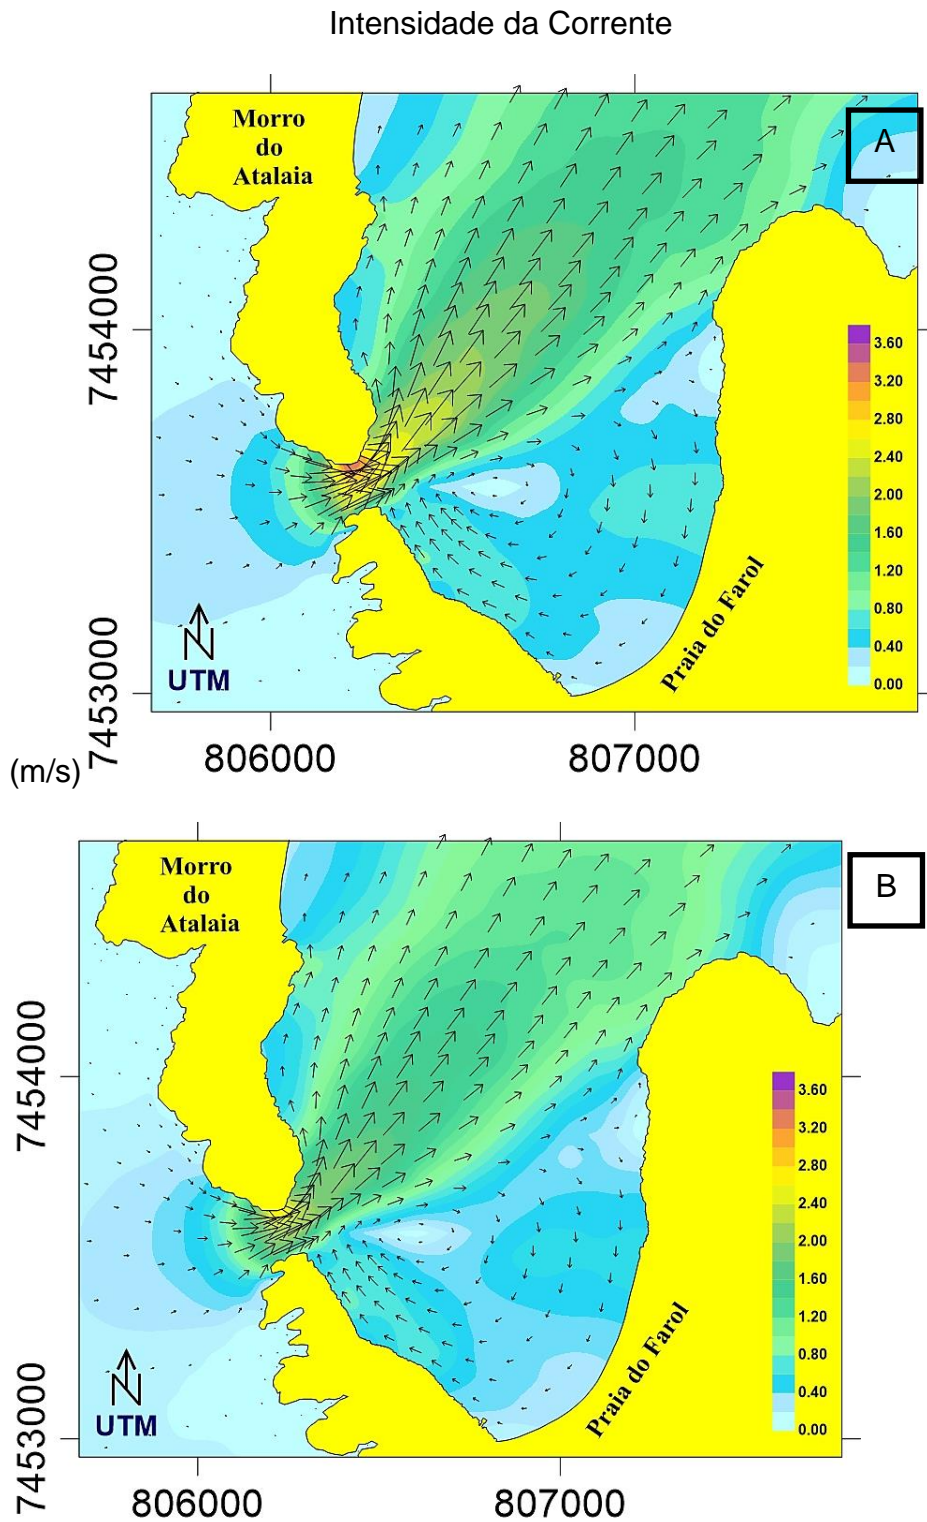 Intensidade da Corrente
Morro
do
Atalaia
A
7454000
3.60
3.20
2.80
2.40
2.00
1.60
1.20
0.80
0.40
0.00
Praia do Farol
N
UTM
7453000
806000
807000
(m/s)
Morro
do
Atalaia
B
7454000
3.60
3.20
2.80
2.40
2.00
1.60
1.20
0.80
0.40
0.00
Praia do Farol
N
UTM
7453000
806000
807000